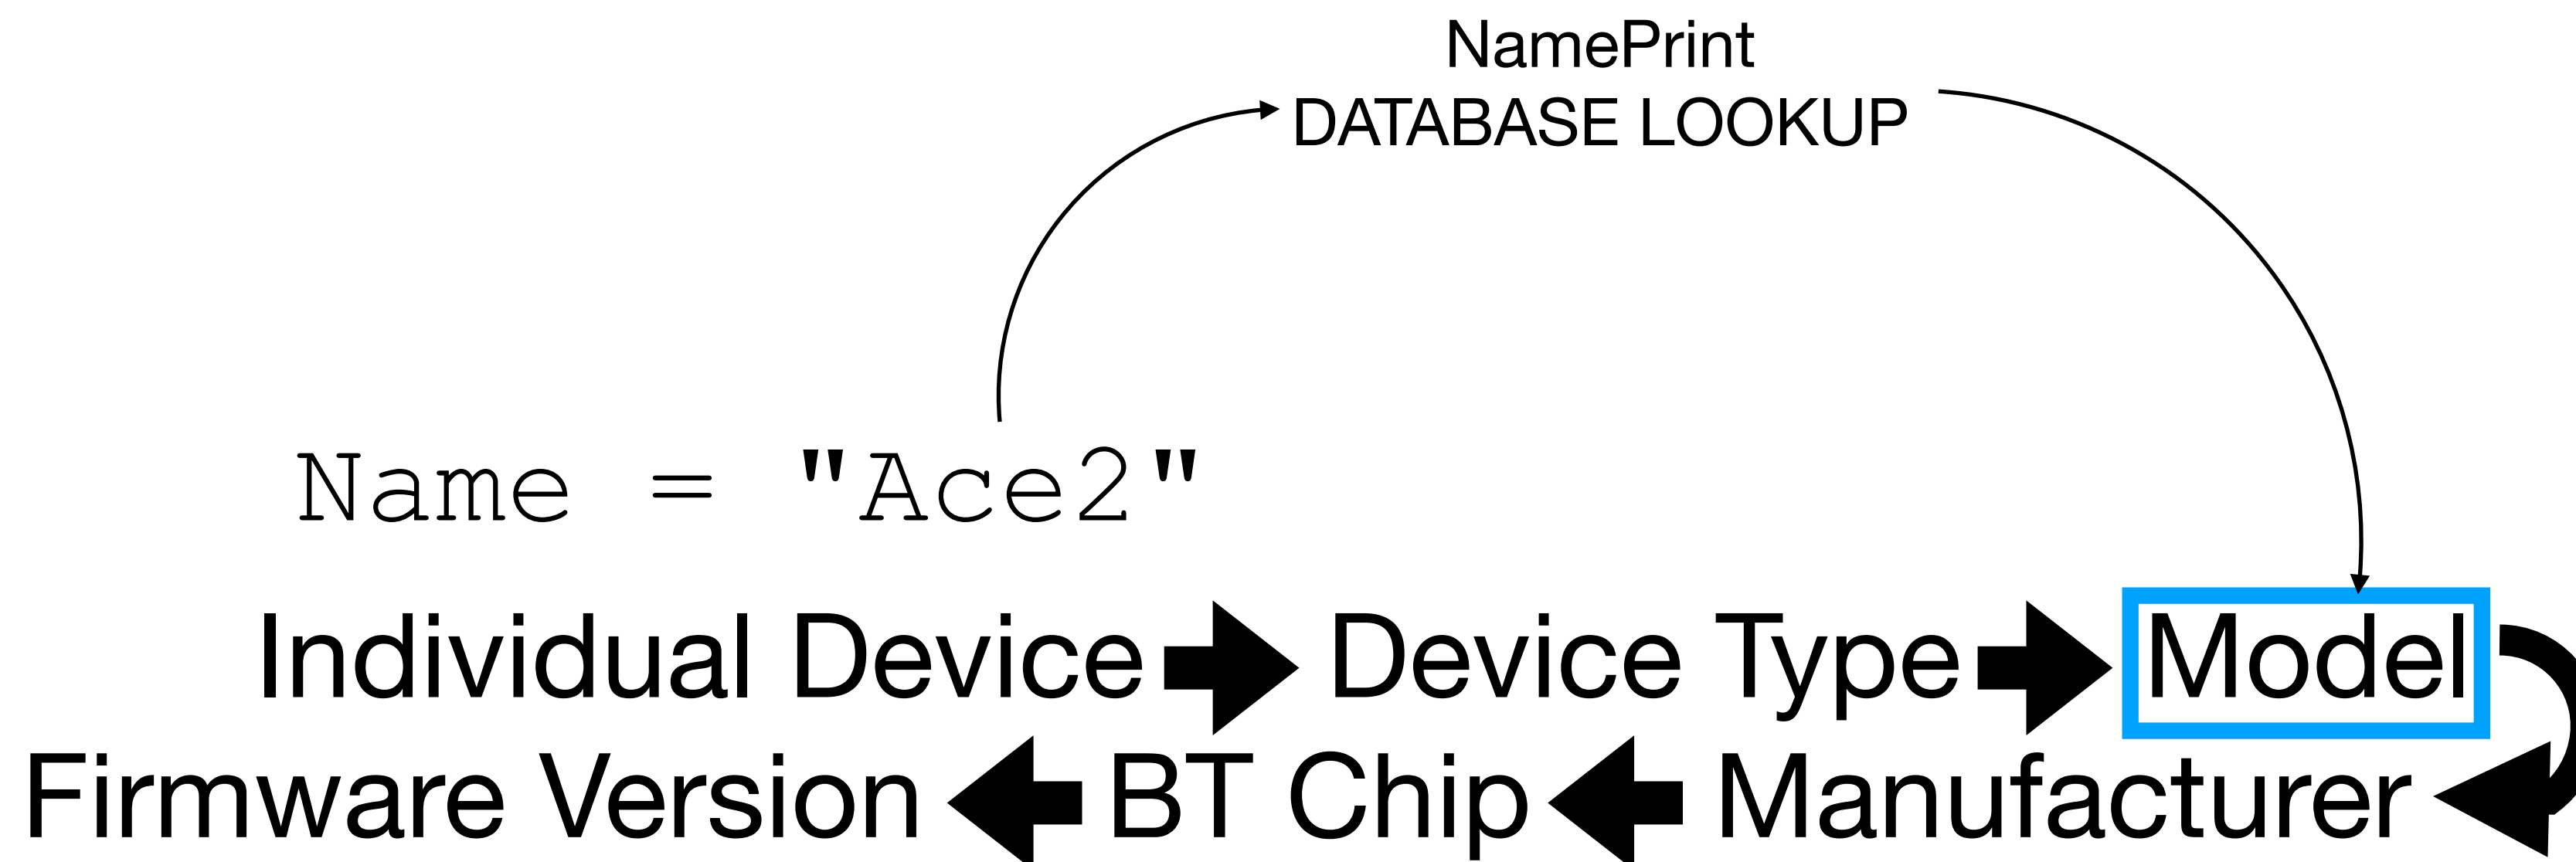 NamePrint
DATABASE LOOKUP
Name = "Ace2"
Individual Device Device Type Model
Firmware Version BT Chip Manufacturer